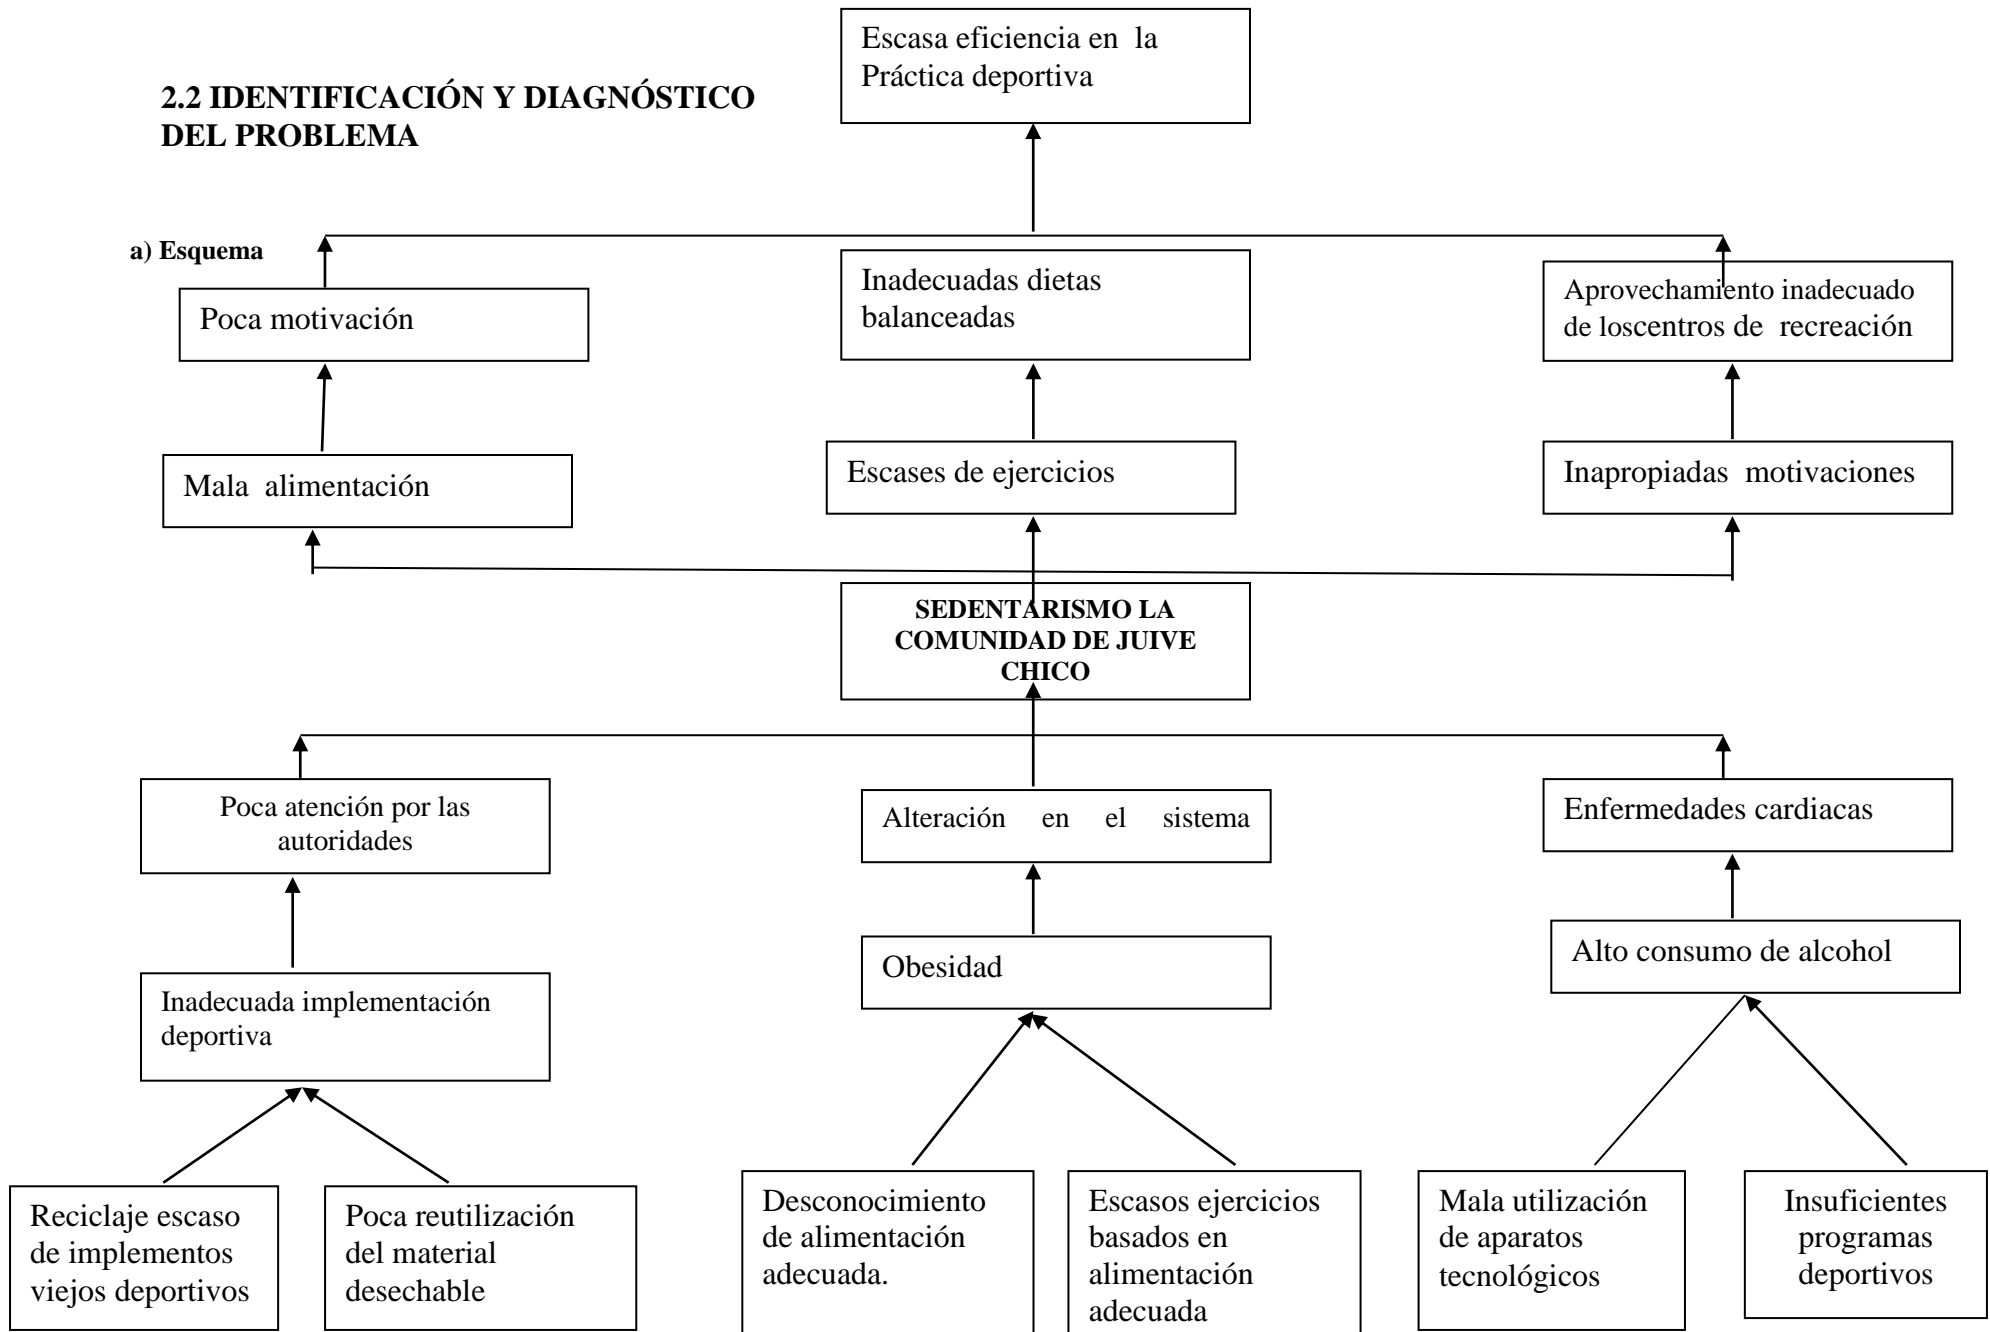 Escasa eficiencia en  la
Práctica deportiva
2.2 IDENTIFICACIÓN Y DIAGNÓSTICO
DEL PROBLEMA
a) Esquema
Poca motivación
Inadecuadas dietas
balanceadas
Aprovechamiento inadecuado
de loscentros de  recreación
Mala  alimentación
Escases de ejercicios
Inapropiadas  motivaciones
SEDENTARISMO LA
COMUNIDAD DE JUIVE
CHICO
Poca atención por las
autoridades
Alteración en el sistema
Enfermedades cardiacas
Inadecuada implementación
deportiva
Obesidad
Alto consumo de alcohol
Reciclaje escaso
de implementos
viejos deportivos
Poca reutilización
del material
desechable
Desconocimiento
de alimentación
adecuada.
Escasos ejercicios
basados en
alimentación
adecuada
Mala utilización
de aparatos
tecnológicos
Insuficientes
programas
deportivos